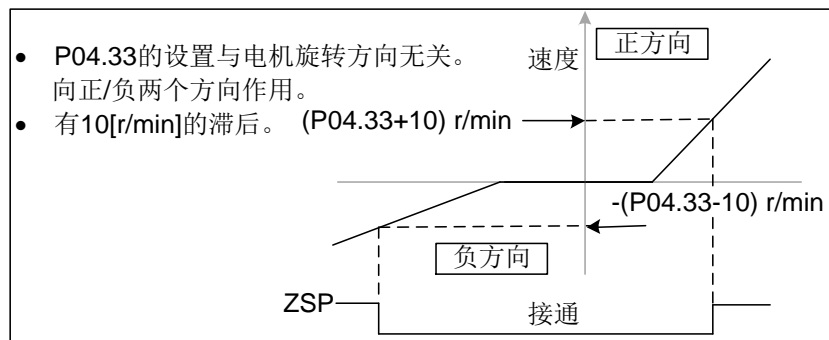 • P04.33的设置与电机旋转方向无关。
向正/负两个方向作用。
• 有10[r/min]的滞后。
速度
正方向
(P04.33+10) r/min
-(P04.33-10) r/min
负方向
ZSP
接通